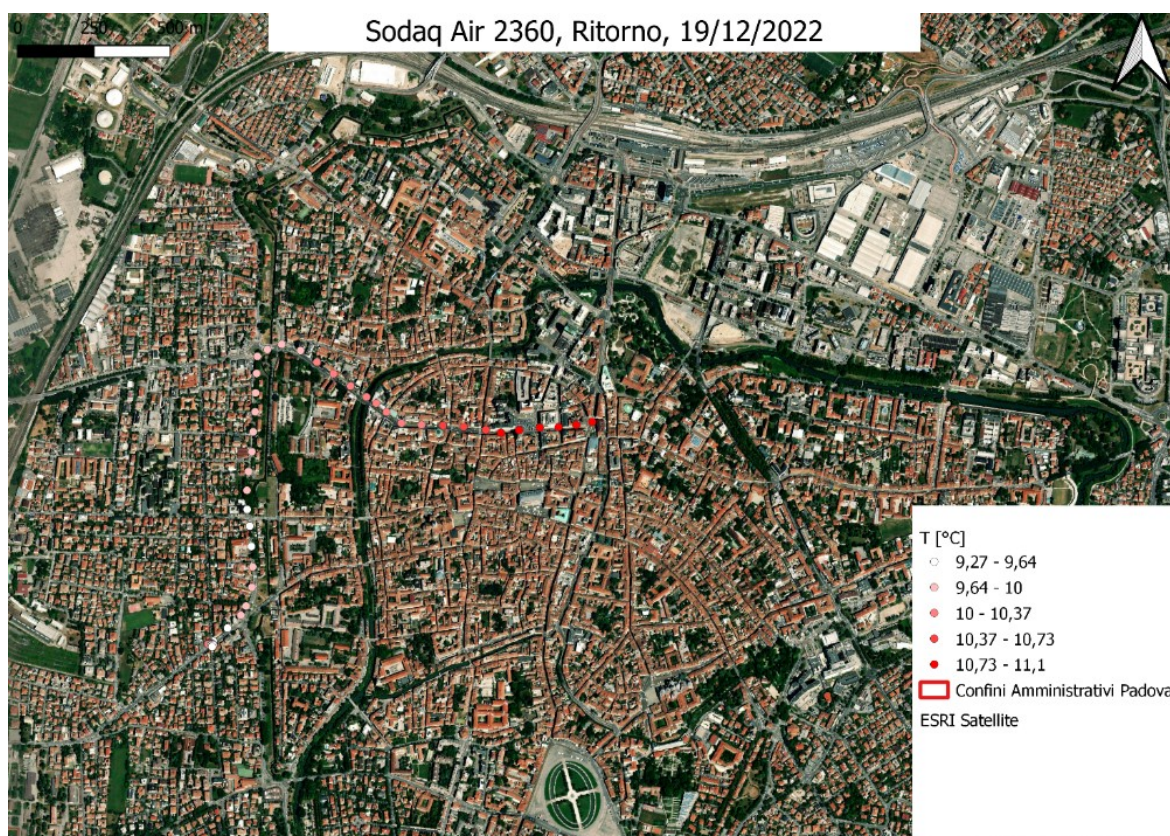 Sodaq Air 2360, Ritorno, 19/12/2022
0 250 500 m
T [°C]
9,27 - 9,64
9,64 - 10
10 - 10,37
10,37 - 10,73
10,73 - 11,1
Confini Amministrativi Padova
ESRI Satellite